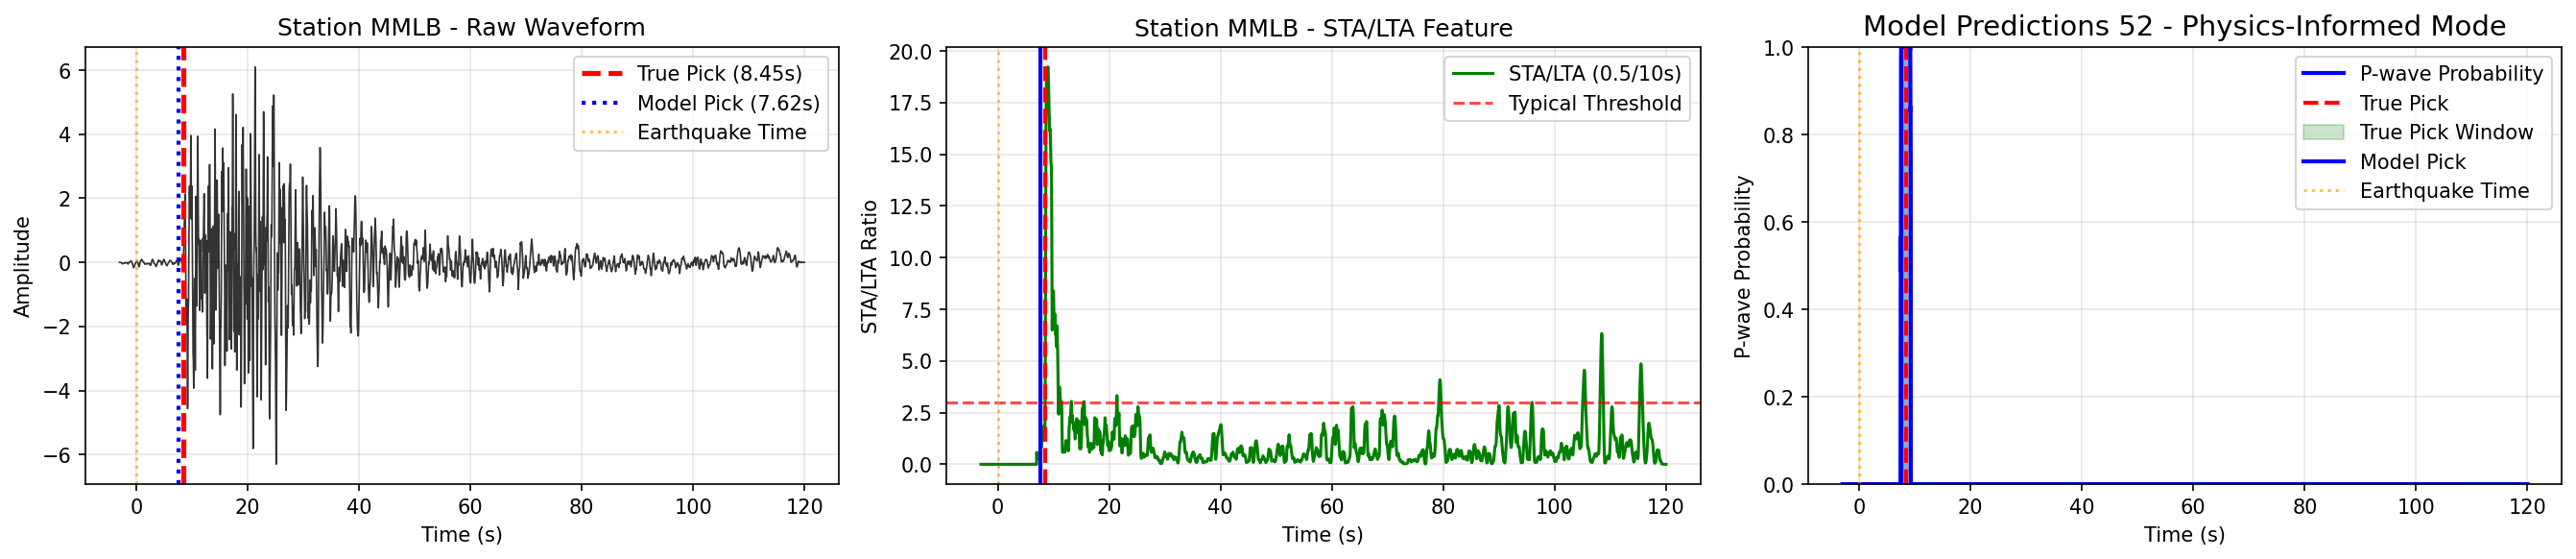 Station MMLB - Raw Waveform
True Pick (8.45s)
Model Pick (7.62s)
Earthquake Time
Amplitude
6
4
2
0
−2
−4
−6
0
20
40
60
80
100
120
Time (s)
Station MMLB - STA/LTA Feature
STA/LTA (0.5/10s)
Typical Threshold
STA/LTA Ratio
20.0
17.5
15.0
12.5
10.0
7.5
5.0
2.5
0.0
0
20
40
60
80
100
120
Time (s)
Model Predictions 52 - Physics-Informed Mode
P-wave Probability
True Pick
True Pick Window
Model Pick
Earthquake Time
P-wave Probability
1.0
0.8
0.6
0.4
0.2
0.0
0
20
40
60
80
100
120
Time (s)